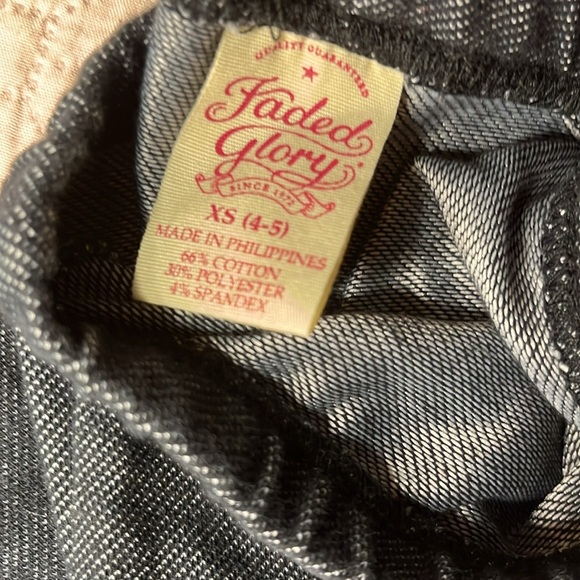 QUALITY GUARANTEED
Faded
Glory
SINCE 1972
XS (4-5)
MADE IN PHILIPPINES
66% COTTON
30% POLYESTER
4% SPANDEX